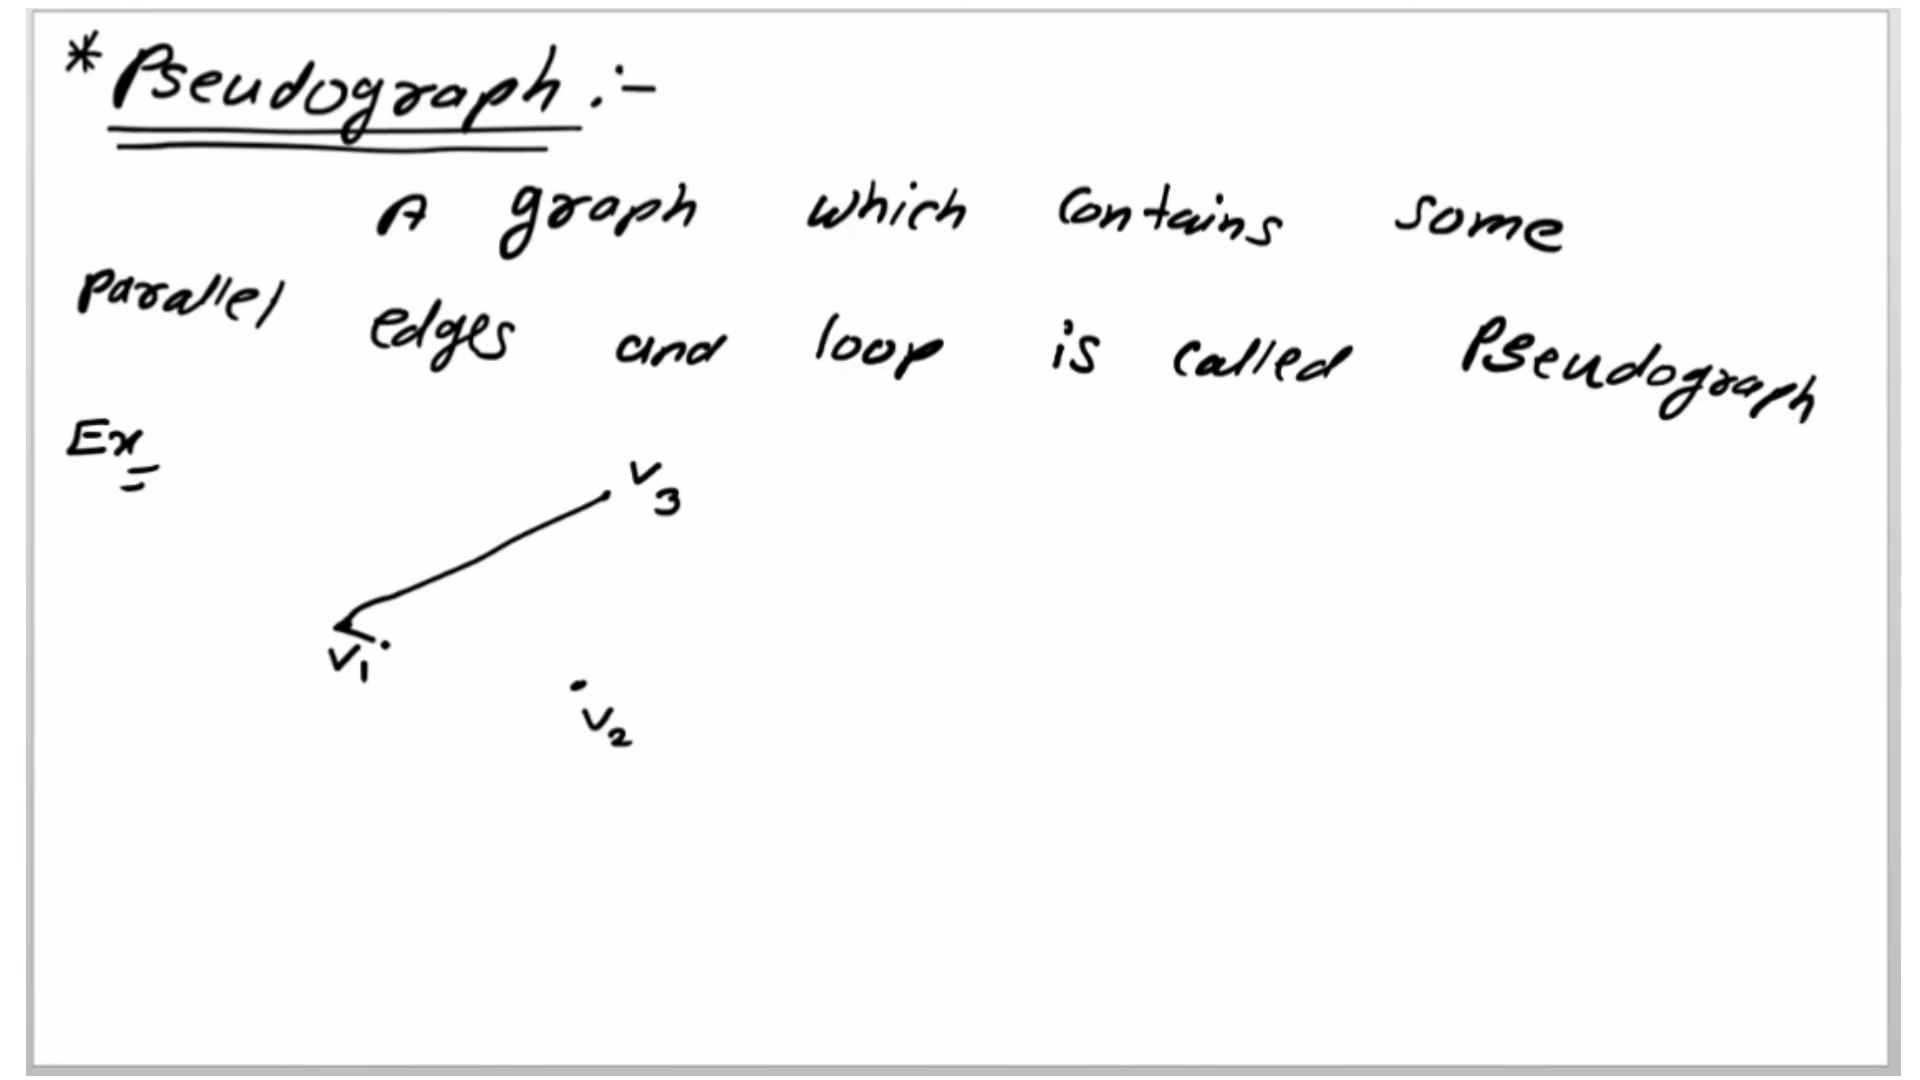 * Pseudograph :-
A graph which contains some
parallel edges and loop is called Pseudograph
Ex
V3
V1
V2